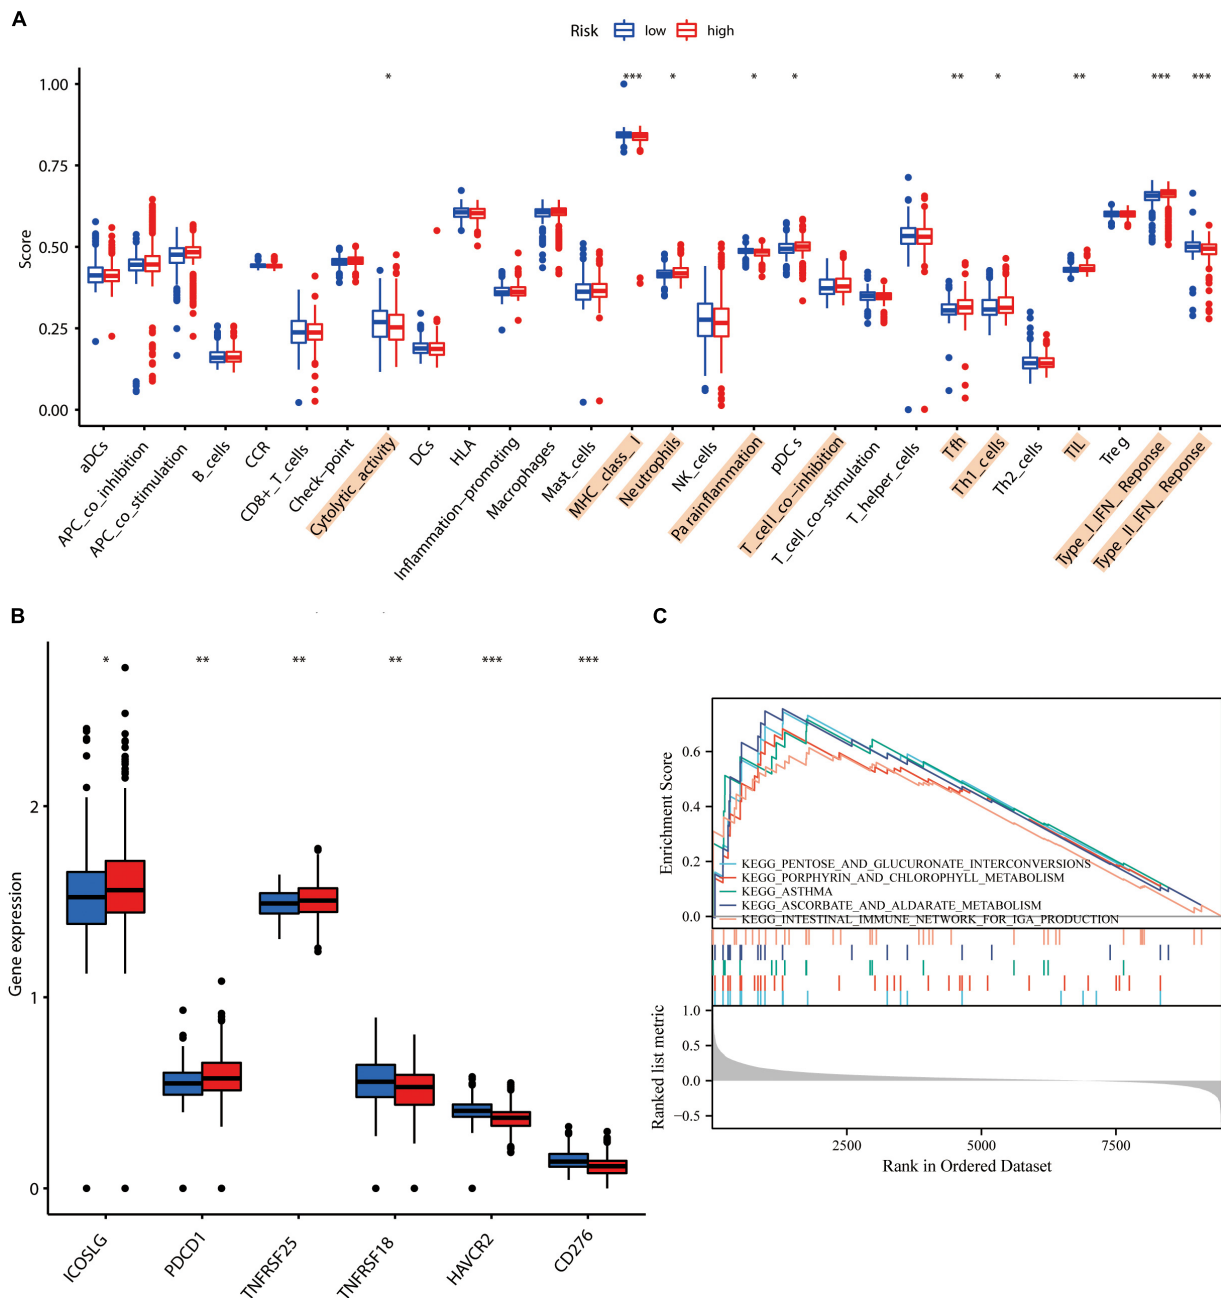 A
Risk low high
* **** * * * ** * ** *** ***
1.00
0.75
0.50
0.25
0.00
Score
aDCs
APC_co_inhibition
APC_co_stimulation
B_cells
CCR
CD8+_T_cells
Check-point
Cytolytic_activity
DCs
HLA
Inflammation-promoting
Macrophages
Mast_cells
MHC_class_I
Neutrophils
NK_cells
Parainflammation
pDCs
T_cell_co-inhibition
T_cell_co-stimulation
T_helper_cells
Tfh
Th1_cells
Th2_cells
TIL
Treg
Type_I_IFN_Reponse
Type_II_IFN_Reponse
B
* ** ** ** *** ***
2
1
0
Gene expression
ICOSLG
PDCD1
TNFRSF25
TNFRSF18
HAVCR2
CD276
C
0.6
0.4
0.2
0.0
Enrichment Score
KEGG_PENTOSE_AND_GLUCURONATE_INTERCONVERSIONS
KEGG_PORPHYRIN_AND_CHLOROPHYLL_METABOLISM
KEGG_ASTHMA
KEGG_ASCORBATE_AND_ALDARATE_METABOLISM
KEGG_INTESTINAL_IMMUNE_NETWORK_FOR_IGA_PRODUCTION
1.0
0.5
0.0
−0.5
Ranked list metric
2500 5000 7500
Rank in Ordered Dataset